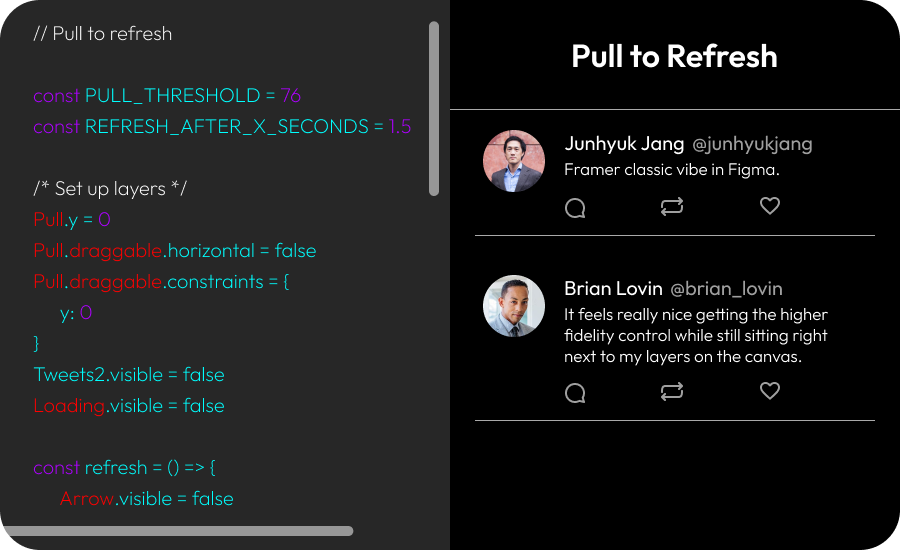 // Pull to refresh
const PULL_THRESHOLD = 76
const REFRESH_AFTER_X_SECONDS = 1.5
/* Set up layers */
Pull.y = 0
Pull.draggable.horizontal = false
Pull.draggable.constraints = {
y: 0
}
Tweets2.visible = false
Loading.visible = false
const refresh = () => {
Arrow.visible = false
Pull to Refresh
Junhyuk Jang @junhyukjang
Framer classic vibe in Figma.
Brian Lovin @brian_lovin
It feels really nice getting the higher
fidelity control while still sitting right
next to my layers on the canvas.